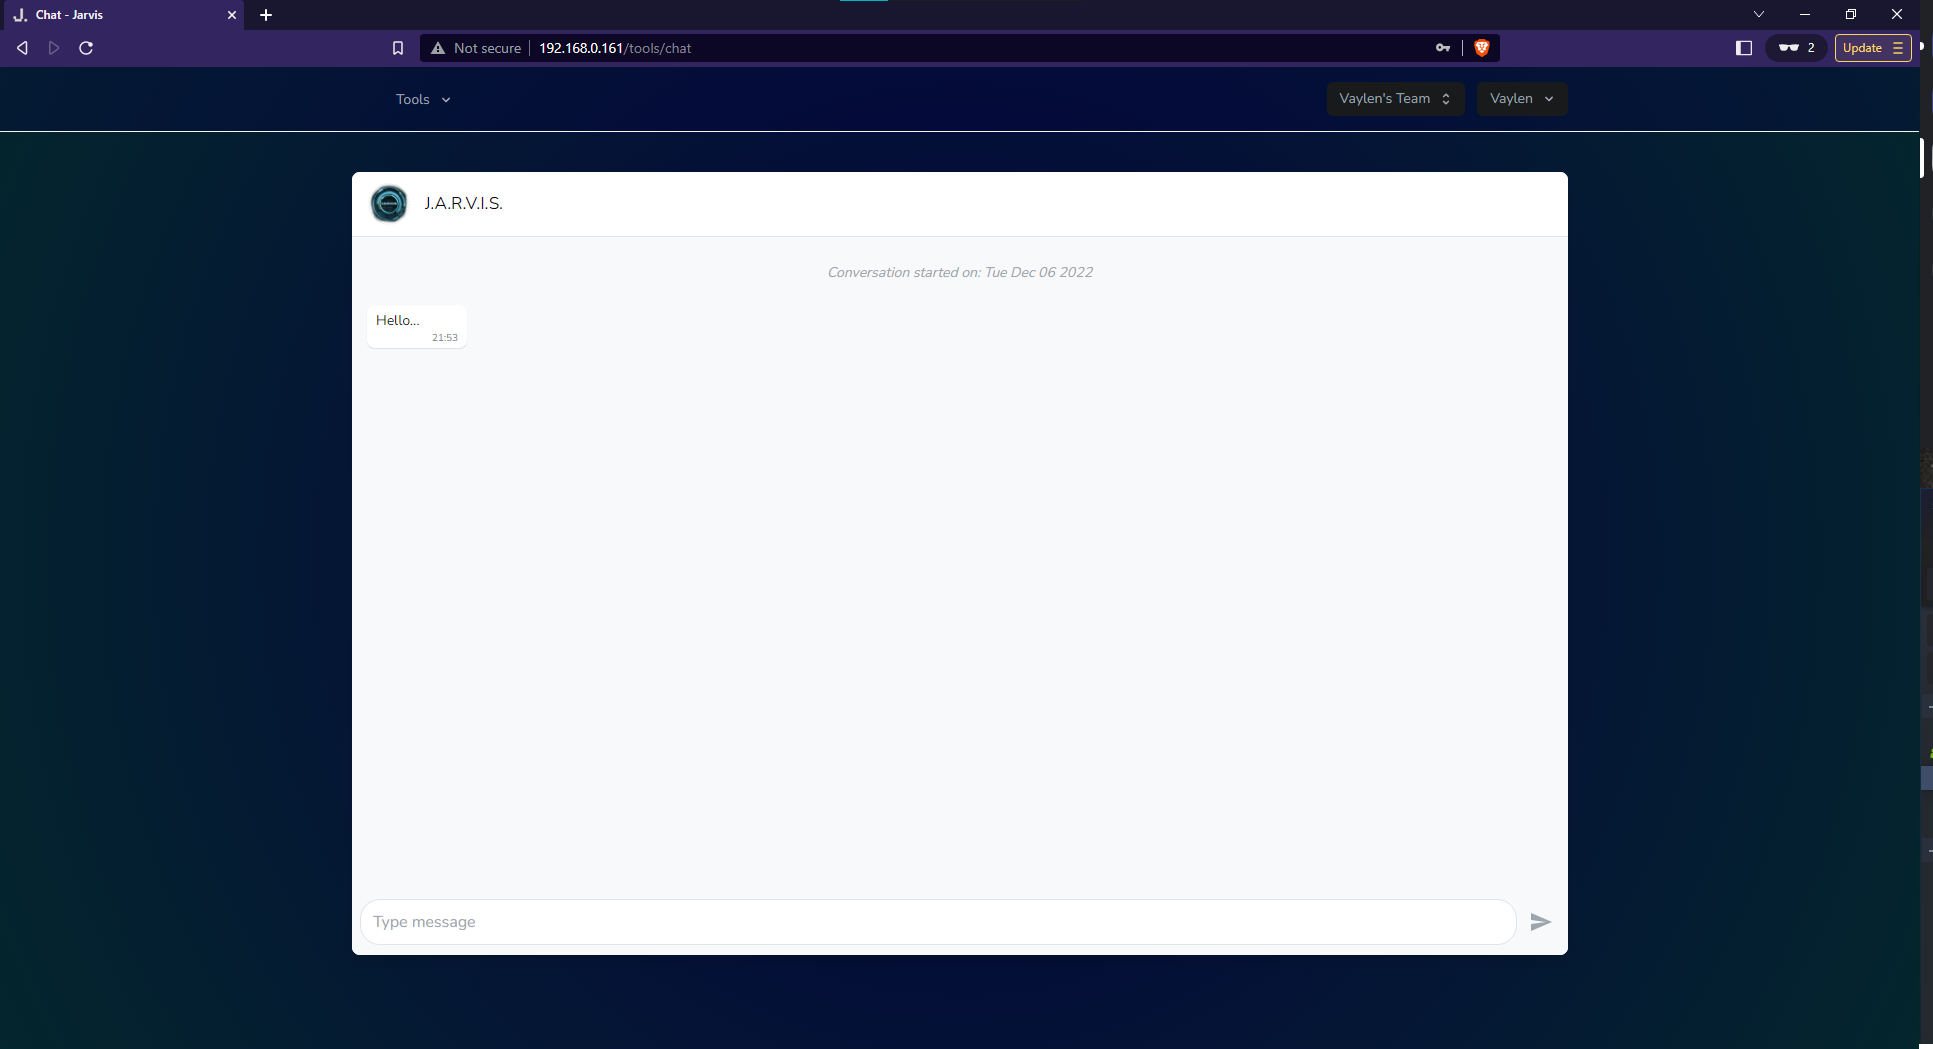 J. Chat - Jarvis
Not secure 192.168.0.161/tools/chat
2 Update
Tools
Vaylen's Team Vaylen
J.A.R.V.I.S.
Conversation started on: Tue Dec 06 2022
Hello...
21:53
Type message